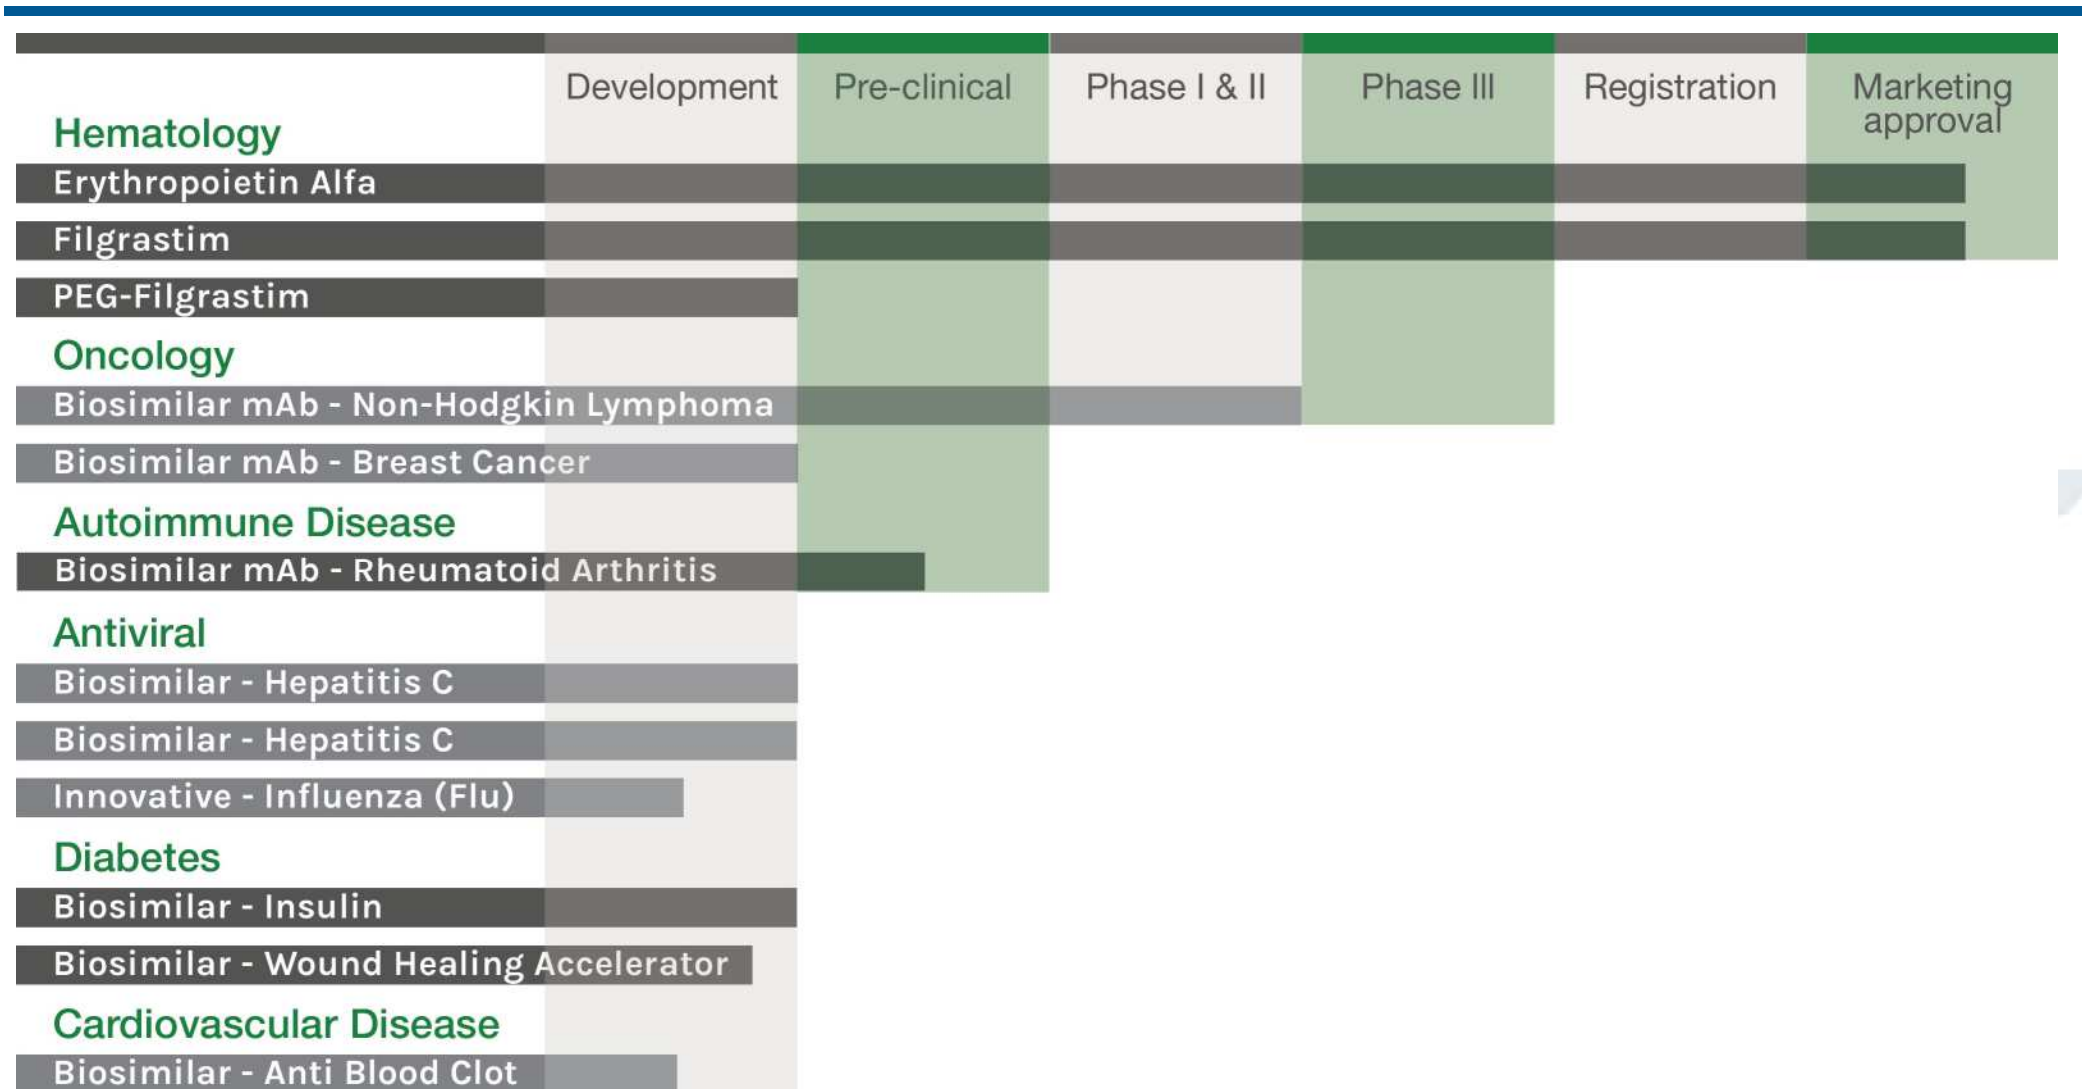 Development
Pre-clinical
Phase I & II
Phase III
Registration
Marketing
approval
Hematology
Erythropoietin Alfa
Filgrastim
PEG-Filgrastim
Oncology
Biosimilar mAb - Non-Hodgkin Lymphoma
Biosimilar mAb - Breast Cancer
Autoimmune Disease
Biosimilar mAb - Rheumatoid Arthritis
Antiviral
Biosimilar - Hepatitis C
Biosimilar - Hepatitis C
Innovative - Influenza (Flu)
Diabetes
Biosimilar - Insulin
Biosimilar - Wound Healing Accelerator
Cardiovascular Disease
Biosimilar - Anti Blood Clot